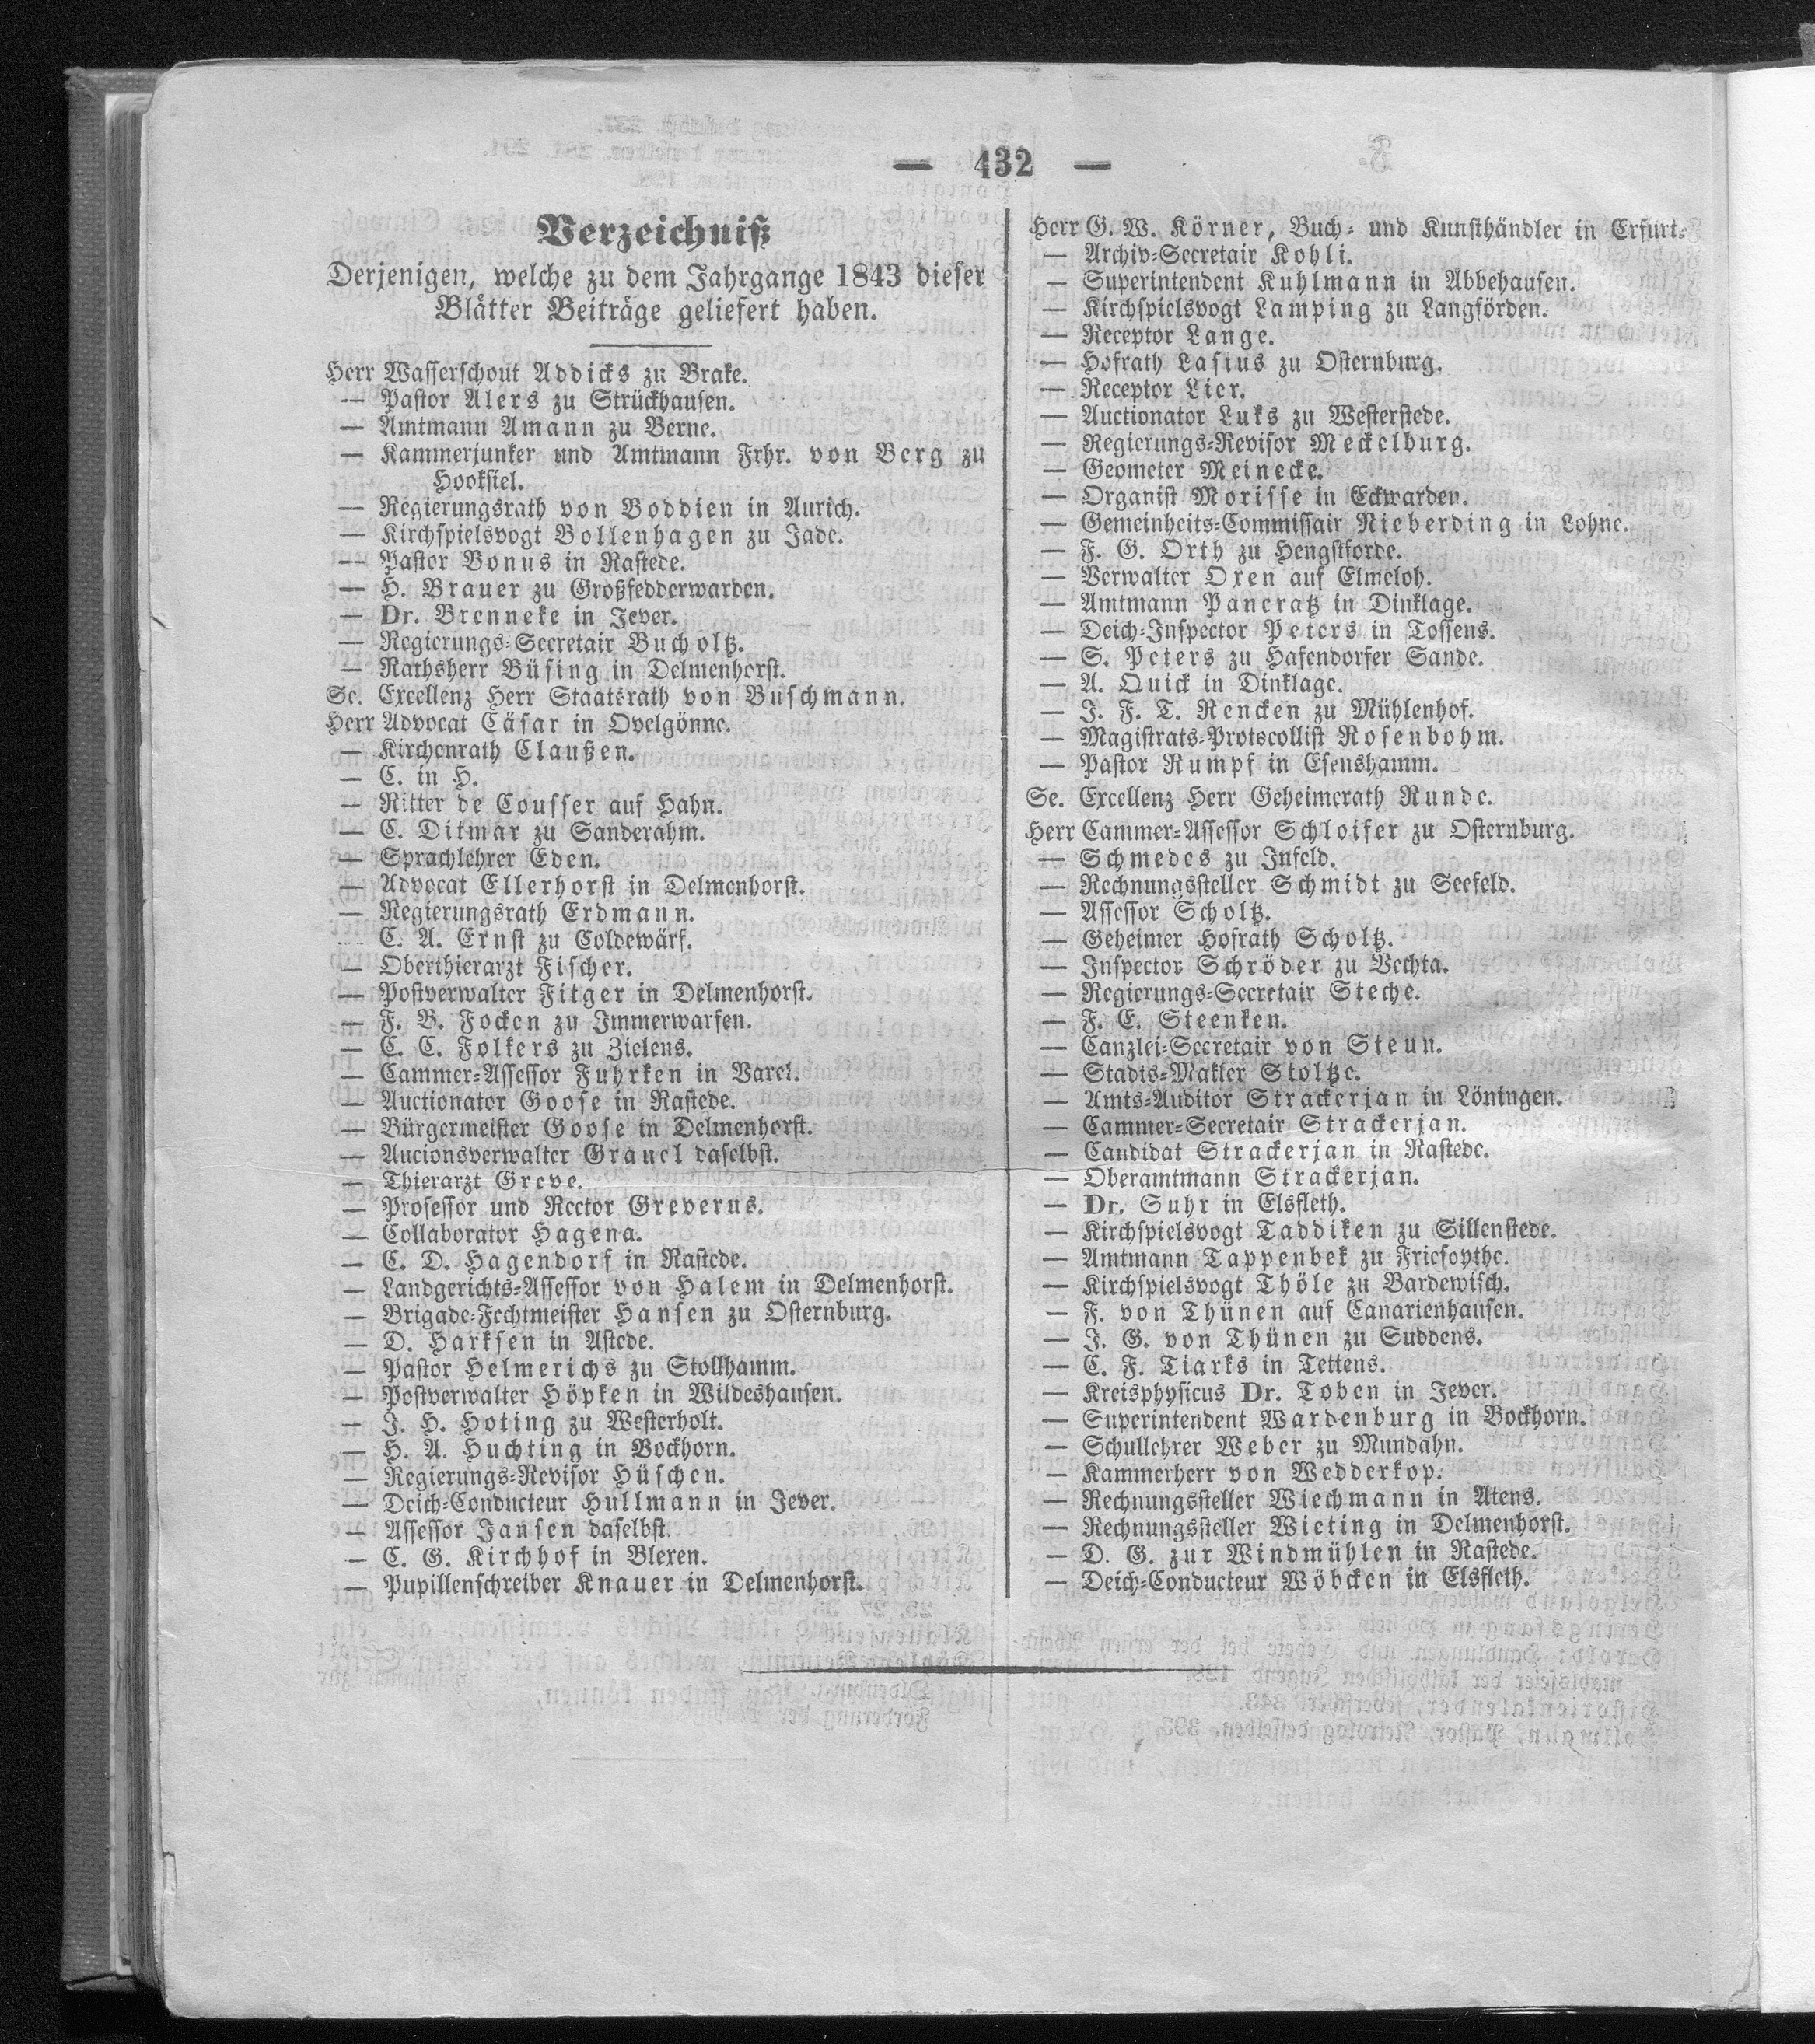 — 432 —
Verzeichniß
Derjenigen, welche zu dem Jahrgange 1843 dieser
Blätter Beiträge geliefert haben.
Herr Wasserschout Addicks zu Brake.
— Pastor Alers zu Strückhausen.
— Amtmann Amann zu Berne.
— Kammerjunker und Amtmann Frhr. von Berg zu
Hooksiel.
— Regierungsrath von Boddien in Aurich.
— Kirchspielsvogt Bollenhagen zu Jade.
— Pastor Bonus in Rastede.
— H. Brauer zu Großfedderwarden.
— Dr. Brenneke in Jever.
— Regierungs-Secretair Bucholtz.
— Rathsherr Büsing in Delmenhorst.
Se. Excellenz Herr Staatsrath von Buschmann.
Herr Advocat Cäsar in Ovelgönne.
— Kirchenrath Claußen.
— C. in H.
— Ritter de Cousser auf Hahn.
— C. Ditmar zu Sanderahm.
— Sprachlehrer Eden.
— Advocat Ellerhorst in Delmenhorst.
— Regierungsrath Erdmann.
— C. A. Ernst zu Coldewärf.
— Oberthierarzt Fischer.
— Postverwalter Fitger in Delmenhorst.
— F. B. Focken zu Immerwarfen.
— C. C. Folkers zu Zielens.
— Cammer-Assessor Fuhrken in Varel.
— Auctionator Goose in Rastede.
— Bürgermeister Goose in Delmenhorst.
— Aucionsverwalter Grauel daselbst.
— Thierarzt Greve.
— Professor und Rector Greverus.
— Collaborator Hagena.
— C. D. Hagendorf in Rastede.
— Landgerichts-Assessor von Halem in Delmenhorst.
— Brigade-Fechtmeister Hansen zu Osternburg.
— D. Harksen in Astede.
— Pastor Helmerichs zu Stollhamm.
— Postverwalter Höpken in Wildeshausen.
— J. H. Hoting zu Westerholt.
— H. A. Huchting in Bockhorn.
— Regierungs-Revisor Hüschen.
— Deich-Conducteur Hullmann in Jever.
— Assessor Jansen daselbst.
— C. G. Kirchhof in Blexen.
— Pupillenschreiber Knauer in Delmenhorst.
Herr G. W. Körner, Buch- und Kunsthändler in Erfurt.
— Archiv-Secretair Kohli.
— Superintendent Kuhlmann in Abbehausen.
— Kirchspielsvogt Lamping zu Langförden.
— Receptor Lange.
— Hofrath Lasius zu Osternburg.
— Receptor Lier.
— Auctionator Luks zu Westerstede.
— Regierungs-Revisor Meckelburg.
— Geometer Meinecke.
— Organist Morisse in Eckwarden.
— Gemeinheits-Commissair Nieberding in Lohne.
— F. G. Orth zu Hengstforde.
— Verwalter Oxen auf Elmeloh.
— Amtmann Pancratz in Dinklage.
— Deich-Inspector Peters in Tossens.
— S. Peters zu Hafendorfer Sande.
— A. Quick in Dinklage.
— J. F. T. Rencken zu Mühlenhof.
— Magistrats-Protocollist Rosenbohm.
— Pastor Rumpf in Esenshamm.
Se. Excellenz Herr Geheimerath Runde.
Herr Cammer-Assessor Schloifer zu Osternburg.
— Schmedes zu Infeld.
— Rechnungssteller Schmidt zu Seefeld.
— Assessor Scholtz.
— Geheimer Hofrath Scholtz.
— Inspector Schröder zu Vechta.
— Regierungs-Secretair Steche.
— F. E. Steenken.
— Canzlei-Secretair von Steun.
— Stadts-Makler Stoltze.
— Amts-Auditor Strackerjan in Löningen.
— Cammer-Secretair Strackerjan.
— Candidat Strackerjan in Rastede.
— Oberamtmann Strackerjan.
— Dr. Suhr in Elsfleth.
— Kirchspielsvogt Taddiken zu Sillenstede.
— Amtmann Tappenbek zu Friesoythe.
— Kirchspielsvogt Thöle zu Bardewisch.
— F. von Thünen auf Canarienhausen.
— J. G. von Thünen zu Suddens.
— C. F. Tiarks in Tettens.
— Kreisphysicus Dr. Toben in Jever.
— Superintendent Wardenburg in Bockhorn.
— Schullehrer Weber zu Mundahn.
— Kammerherr von Wedderkop.
— Rechnungssteller Wiechmann in Atens.
— Rechnungssteller Wieting in Delmenhorst.
— D. G. zur Windmühlen in Rastede.
— Deich-Conducteur Wöbcken in Elsfleth.